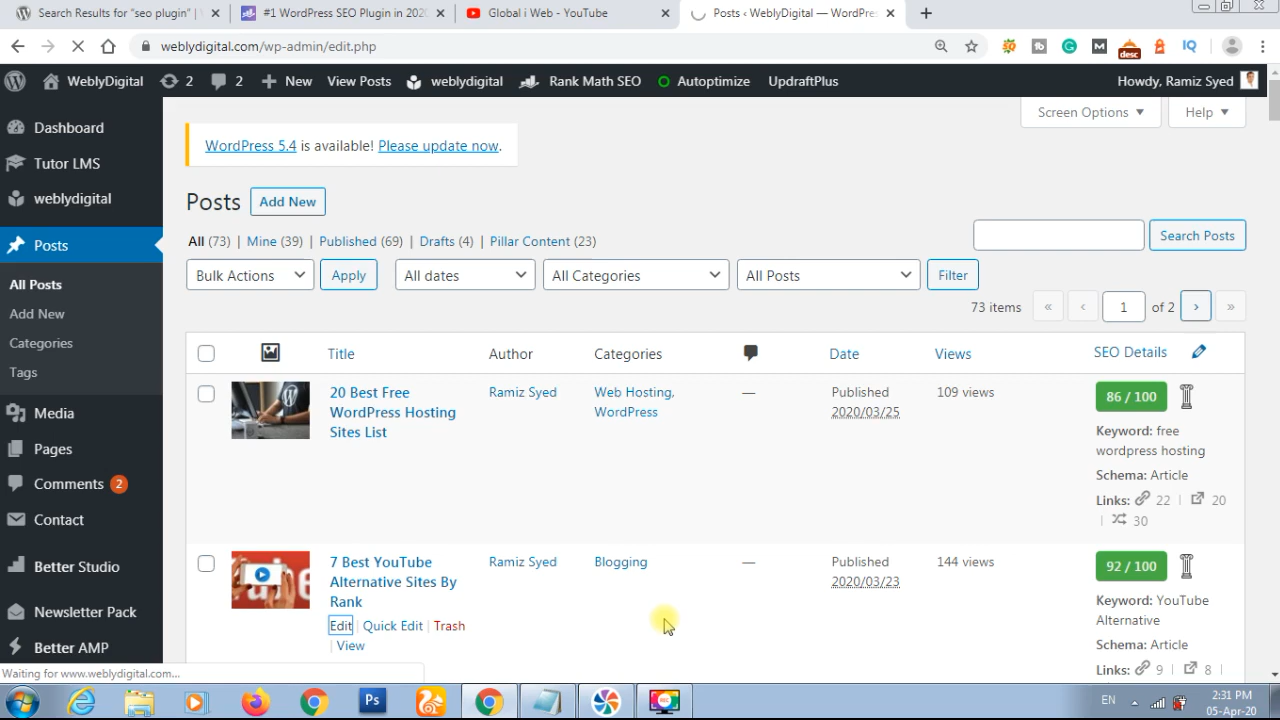 Search Results for "seo plugin" |
#1 WordPress SEO Plugin in 2020
Global i Web - YouTube
Posts ‹ WeblyDigital — WordPre
weblydigital.com/wp-admin/edit.php
desc
IQ
WeblyDigital
2
2
New
View Posts
weblydigital
Rank Math SEO
Autoptimize
UpdraftPlus
Howdy, Ramiz Syed
Dashboard
Tutor LMS
weblydigital
Posts
All Posts
Add New
Categories
Tags
Media
Pages
Comments 2
Contact
Better Studio
Newsletter Pack
Better AMP
Screen Options
Help
WordPress 5.4 is available! Please update now.
Posts Add New
All (73) | Mine (39) | Published (69) | Drafts (4) | Pillar Content (23)
Search Posts
Bulk Actions Apply All dates All Categories All Posts Filter
73 items « ‹ 1 of 2 › »
Title Author Categories Date Views SEO Details
20 Best Free
WordPress Hosting
Sites List
Ramiz Syed
Web Hosting,
WordPress
—
Published
2020/03/25
109 views
86 / 100
Keyword: free
wordpress hosting
Schema: Article
Links: 22 | 20
| 30
7 Best YouTube
Alternative Sites By
Rank
Edit | Quick Edit | Trash
| View
Ramiz Syed
Blogging
—
Published
2020/03/23
144 views
92 / 100
Keyword: YouTube
Alternative
Schema: Article
Links: 9 | 8 |
Waiting for www.weblydigital.com...
Ps
REC
EN
2:31 PM
05-Apr-20